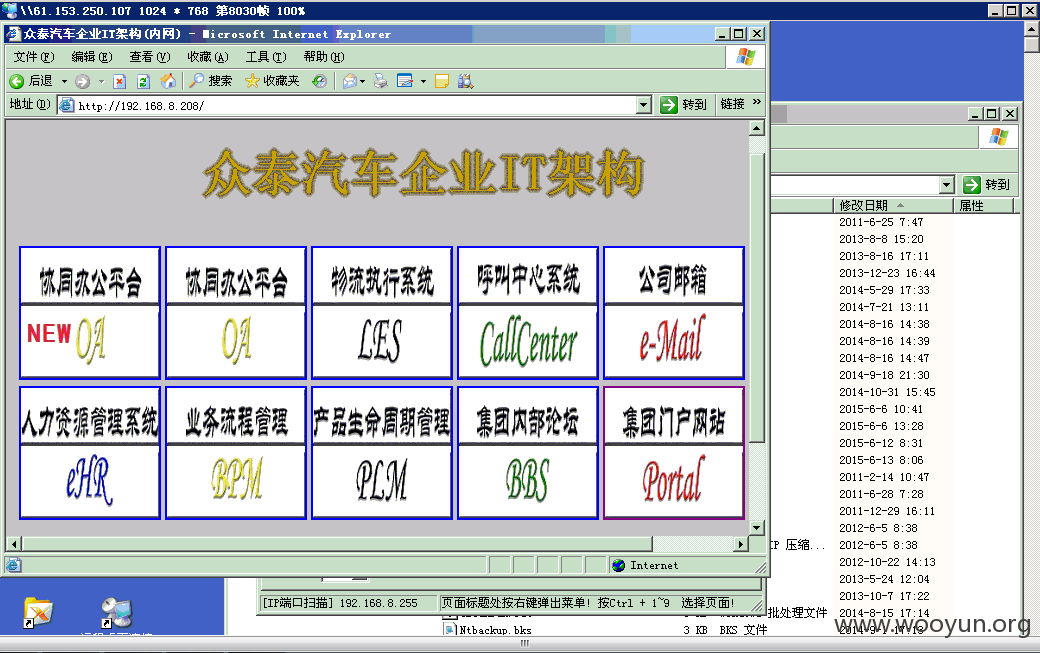 \\61.153.250.107 1024 * 768 第8030帧 100%
众泰汽车企业IT架构(内网) - Microsoft Internet Explorer
文件(F) 编辑(E) 查看(V) 收藏(A) 工具(T) 帮助(H)
后退 搜索 收藏夹
地址(D) http://192.168.8.208/ 转到 链接 »
转到
众泰汽车企业IT架构
修改日期 属性
协同办公平台 协同办公平台 物流执行系统 呼叫中心系统 公司邮箱
NEW OA OA LES CallCenter e-Mail
人力资源管理系统 业务流程管理 产品生命周期管理 集团内部论坛 集团门户网站
eHR BPM PLM BBS Portal
2011-6-25 7:47
2013-8-8 15:20
2013-8-16 17:11
2013-12-23 16:44
2014-5-29 17:33
2014-7-21 13:11
2014-8-16 14:38
2014-8-16 14:39
2014-8-16 14:47
2014-9-18 21:30
2014-10-31 15:45
2015-6-6 10:41
2015-6-6 13:28
2015-6-12 8:31
2015-6-13 8:06
2011-2-14 10:47
2011-6-28 7:28
2011-12-29 16:11
2012-6-5 8:38
IP 压缩... 2012-6-5 8:38
2012-10-22 14:13
2013-5-24 12:04
2013-10-7 17:22
批处理文件 2014-8-15 17:14
Internet
[IP端口扫描] 192.168.8.255 页面标题处按右键弹出菜单! 按Ctrl + 1~9 选择页面!
Ntbackup.bks 3 KB BKS 文件
www.wooyun.org